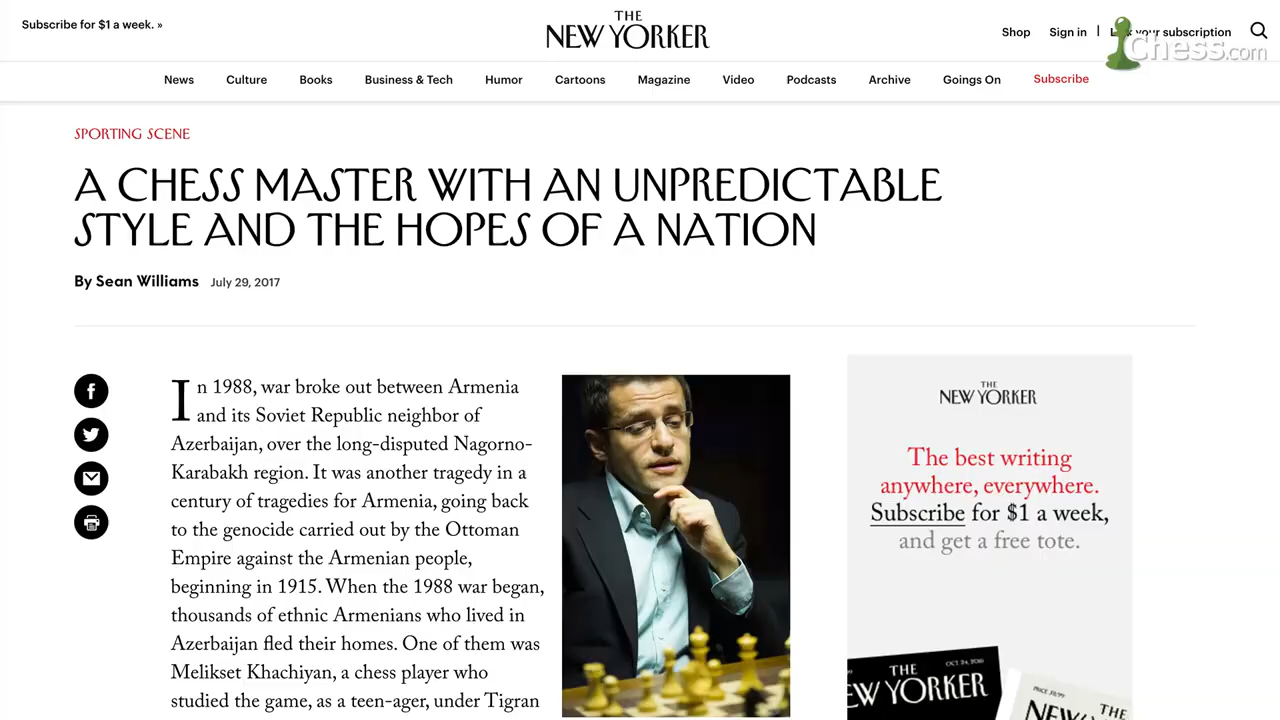 Subscribe for $1 a week. »
THE
NEW YORKER
Shop Sign in | your subscription
Chess.com
News Culture Books Business & Tech Humor Cartoons Magazine Video Podcasts Archive Goings On Subscribe
SPORTING SCENE
A CHESS MASTER WITH AN UNPREDICTABLE
STYLE AND THE HOPES OF A NATION
By Sean Williams July 29, 2017
In 1988, war broke out between Armenia
and its Soviet Republic neighbor of
Azerbaijan, over the long-disputed Nagorno-
Karabakh region. It was another tragedy in a
century of tragedies for Armenia, going back
to the genocide carried out by the Ottoman
Empire against the Armenian people,
beginning in 1915. When the 1988 war began,
thousands of ethnic Armenians who lived in
Azerbaijan fled their homes. One of them was
Melikset Khachiyan, a chess player who
studied the game, as a teen-ager, under Tigran
THE
NEW YORKER
The best writing
anywhere, everywhere.
Subscribe for $1 a week,
and get a free tote.
THE
EW YORKER
THE